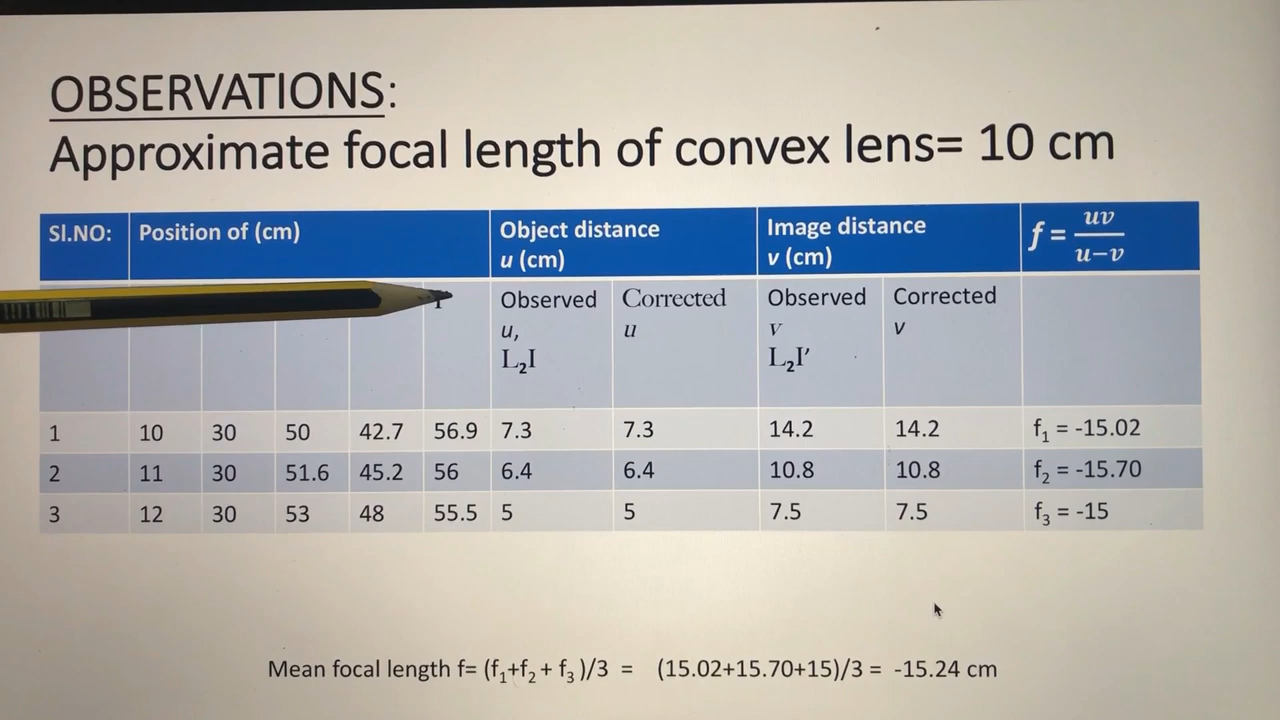 OBSERVATIONS:
Approximate focal length of convex lens= 10 cm
Sl.NO: Position of (cm) Object distance u (cm) Image distance v (cm) f = uv/u−v
Observed u, L₂I Corrected u Observed v L₂I′ Corrected v
1 10 30 50 42.7 56.9 7.3 7.3 14.2 14.2 f₁ = -15.02
2 11 30 51.6 45.2 56 6.4 6.4 10.8 10.8 f₂ = -15.70
3 12 30 53 48 55.5 5 5 7.5 7.5 f₃ = -15
Mean focal length f= (f₁+f₂ + f₃ )/3 = (15.02+15.70+15)/3 = -15.24 cm